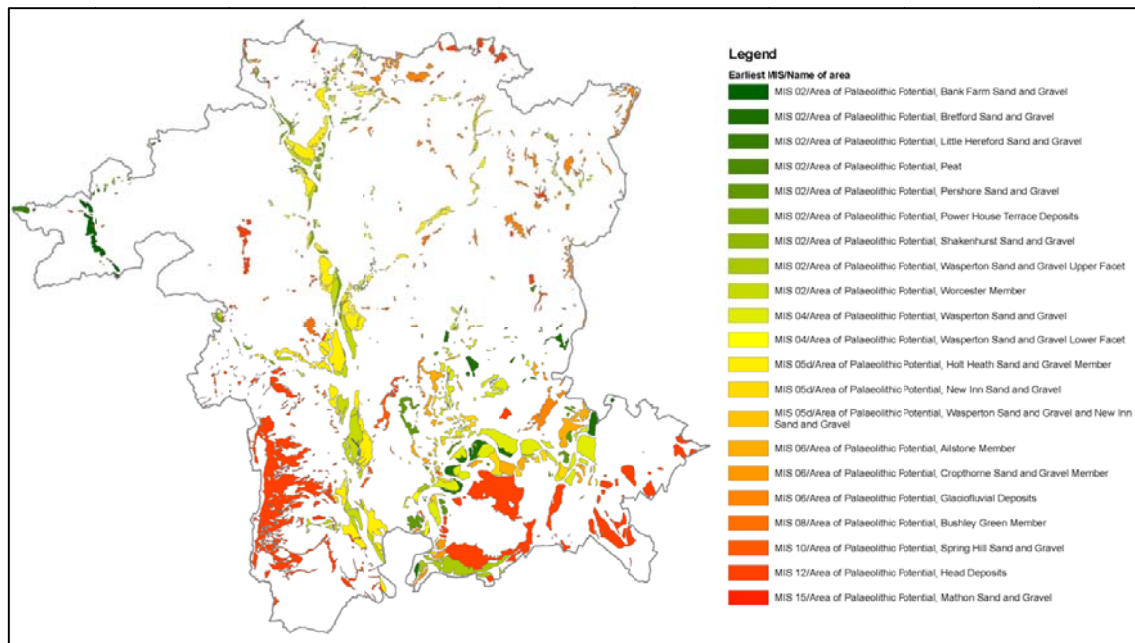 Legend
Earliest MIS/Name of area
MIS 02/Area of Palaeolithic Potential, Bank Farm Sand and Gravel
MIS 02/Area of Palaeolithic Potential, Bretford Sand and Gravel
MIS 02/Area of Palaeolithic Potential, Little Hereford Sand and Gravel
MIS 02/Area of Palaeolithic Potential, Peat
MIS 02/Area of Palaeolithic Potential, Pershore Sand and Gravel
MIS 02/Area of Palaeolithic Potential, Power House Terrace Deposits
MIS 02/Area of Palaeolithic Potential, Shakenhurst Sand and Gravel
MIS 02/Area of Palaeolithic Potential, Wasperton Sand and Gravel Upper Facet
MIS 02/Area of Palaeolithic Potential, Worcester Member
MIS 04/Area of Palaeolithic Potential, Wasperton Sand and Gravel
MIS 04/Area of Palaeolithic Potential, Wasperton Sand and Gravel Lower Facet
MIS 05d/Area of Palaeolithic Potential, Holt Heath Sand and Gravel Member
MIS 05d/Area of Palaeolithic Potential, New Inn Sand and Gravel
MIS 05d/Area of Palaeolithic Potential, Wasperton Sand and Gravel and New Inn
Sand and Gravel
MIS 06/Area of Palaeolithic Potential, Ailstone Member
MIS 06/Area of Palaeolithic Potential, Cropthorne Sand and Gravel Member
MIS 06/Area of Palaeolithic Potential, Glaciofluvial Deposits
MIS 08/Area of Palaeolithic Potential, Bushley Green Member
MIS 10/Area of Palaeolithic Potential, Spring Hill Sand and Gravel
MIS 12/Area of Palaeolithic Potential, Head Deposits
MIS 15/Area of Palaeolithic Potential, Mathon Sand and Gravel